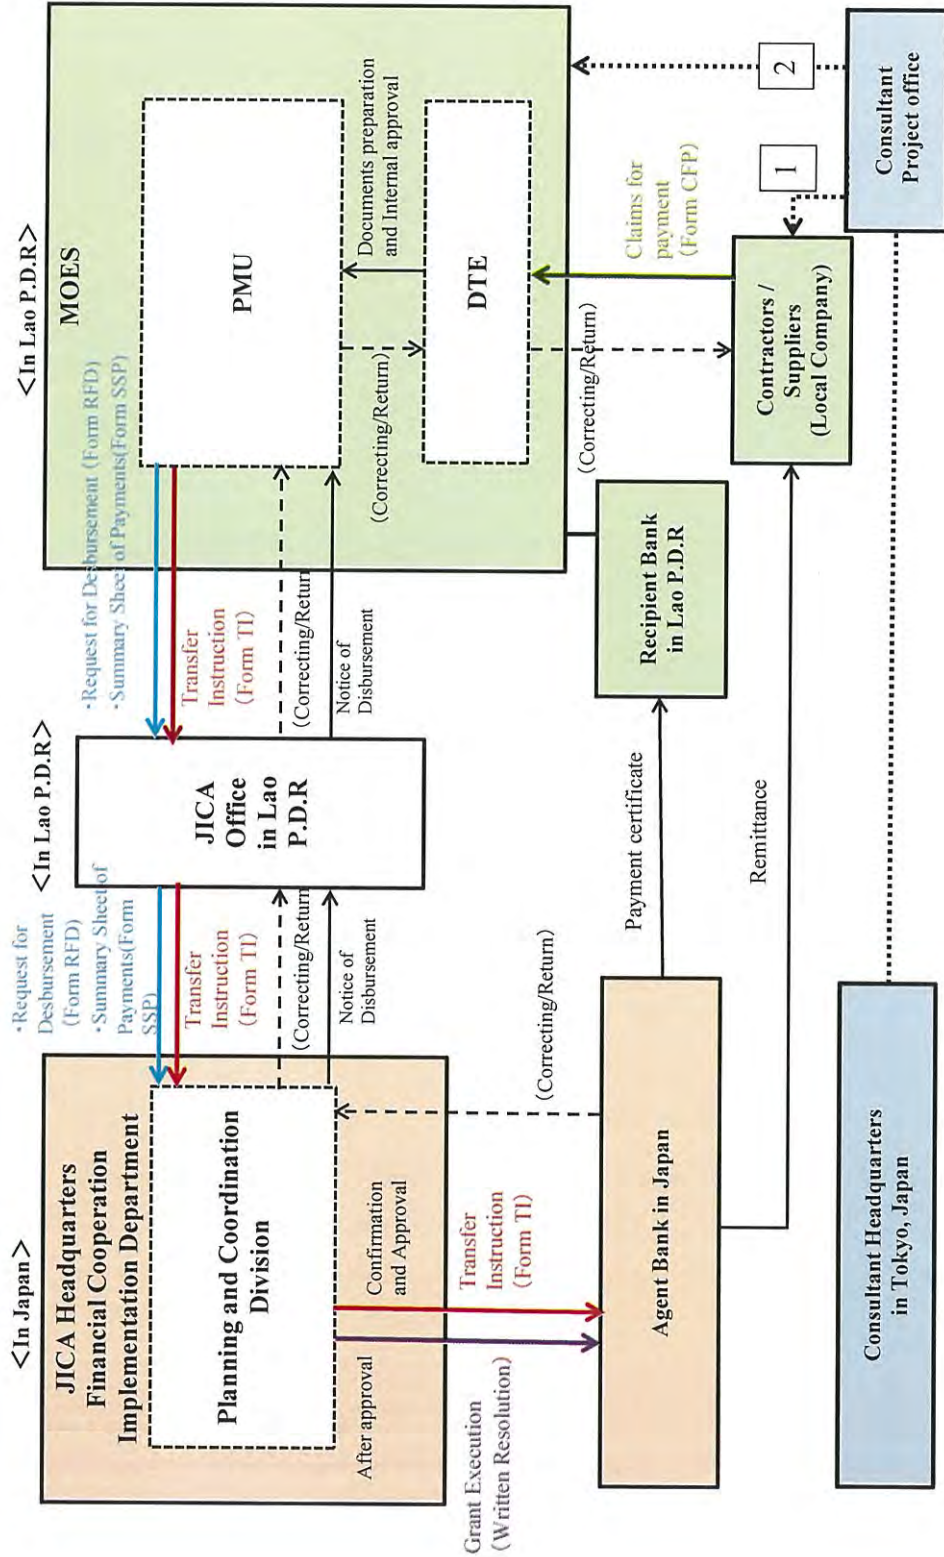 <In Japan>
JICA Headquarters
Financial Cooperation
Implementation Department
Planning and Coordination
Division
After approval
Confirmation
and Approval
Grant Execution
(Written Resolution)
Transfer
Instruction
(Form TI)
(Correcting/Return)
Agent Bank in Japan
Consultant Headquarters
in Tokyo, Japan
・Request for
Desbursement
(Form RFD)
・Summary Sheet of
Payments(Form
SSP)
Transfer
Instruction
(Form TI)
(Correcting/Return
Notice of
Disbursement
Payment certificate
Remittance
<In Lao P.D.R>
JICA
Office
in Lao
P.D.R
・Request for Desbursement (Form RFD)
・Summary Sheet of Payments(Form SSP)
Transfer
Instruction
(Form TI)
(Correcting/Return
Notice of
Disbursement
Recipient Bank
in Lao P.D.R
<In Lao P.D.R>
MOES
PMU
(Correcting/Return)
Documents preparation
and Internal approval
DTE
(Correcting/Return)
Claims for
payment
(Form CFP)
Contractors /
Suppliers
(Local Company)
1
2
Consultant
Project office